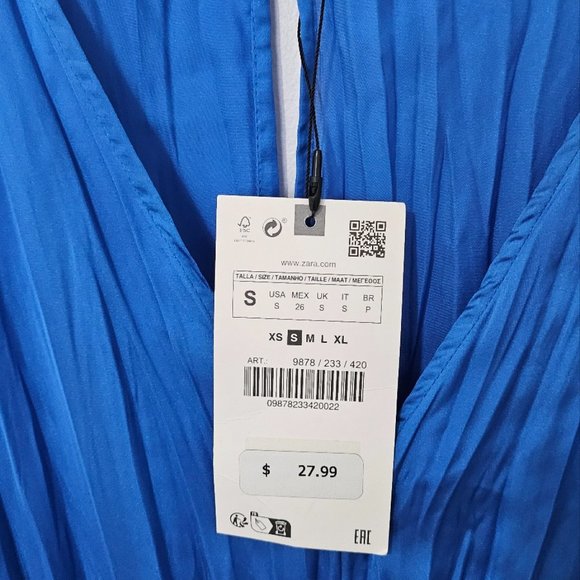 www.zara.com
TALLA / SIZE / TAMANHO / TAILLE / MAAT / ΜΕΓΕΘΟΣ
S USA MEX UK IT BR
S 26 S S P
XS S M L XL
ART.: 9878 / 233 / 420
09878233420022
$ 27.99
EAC